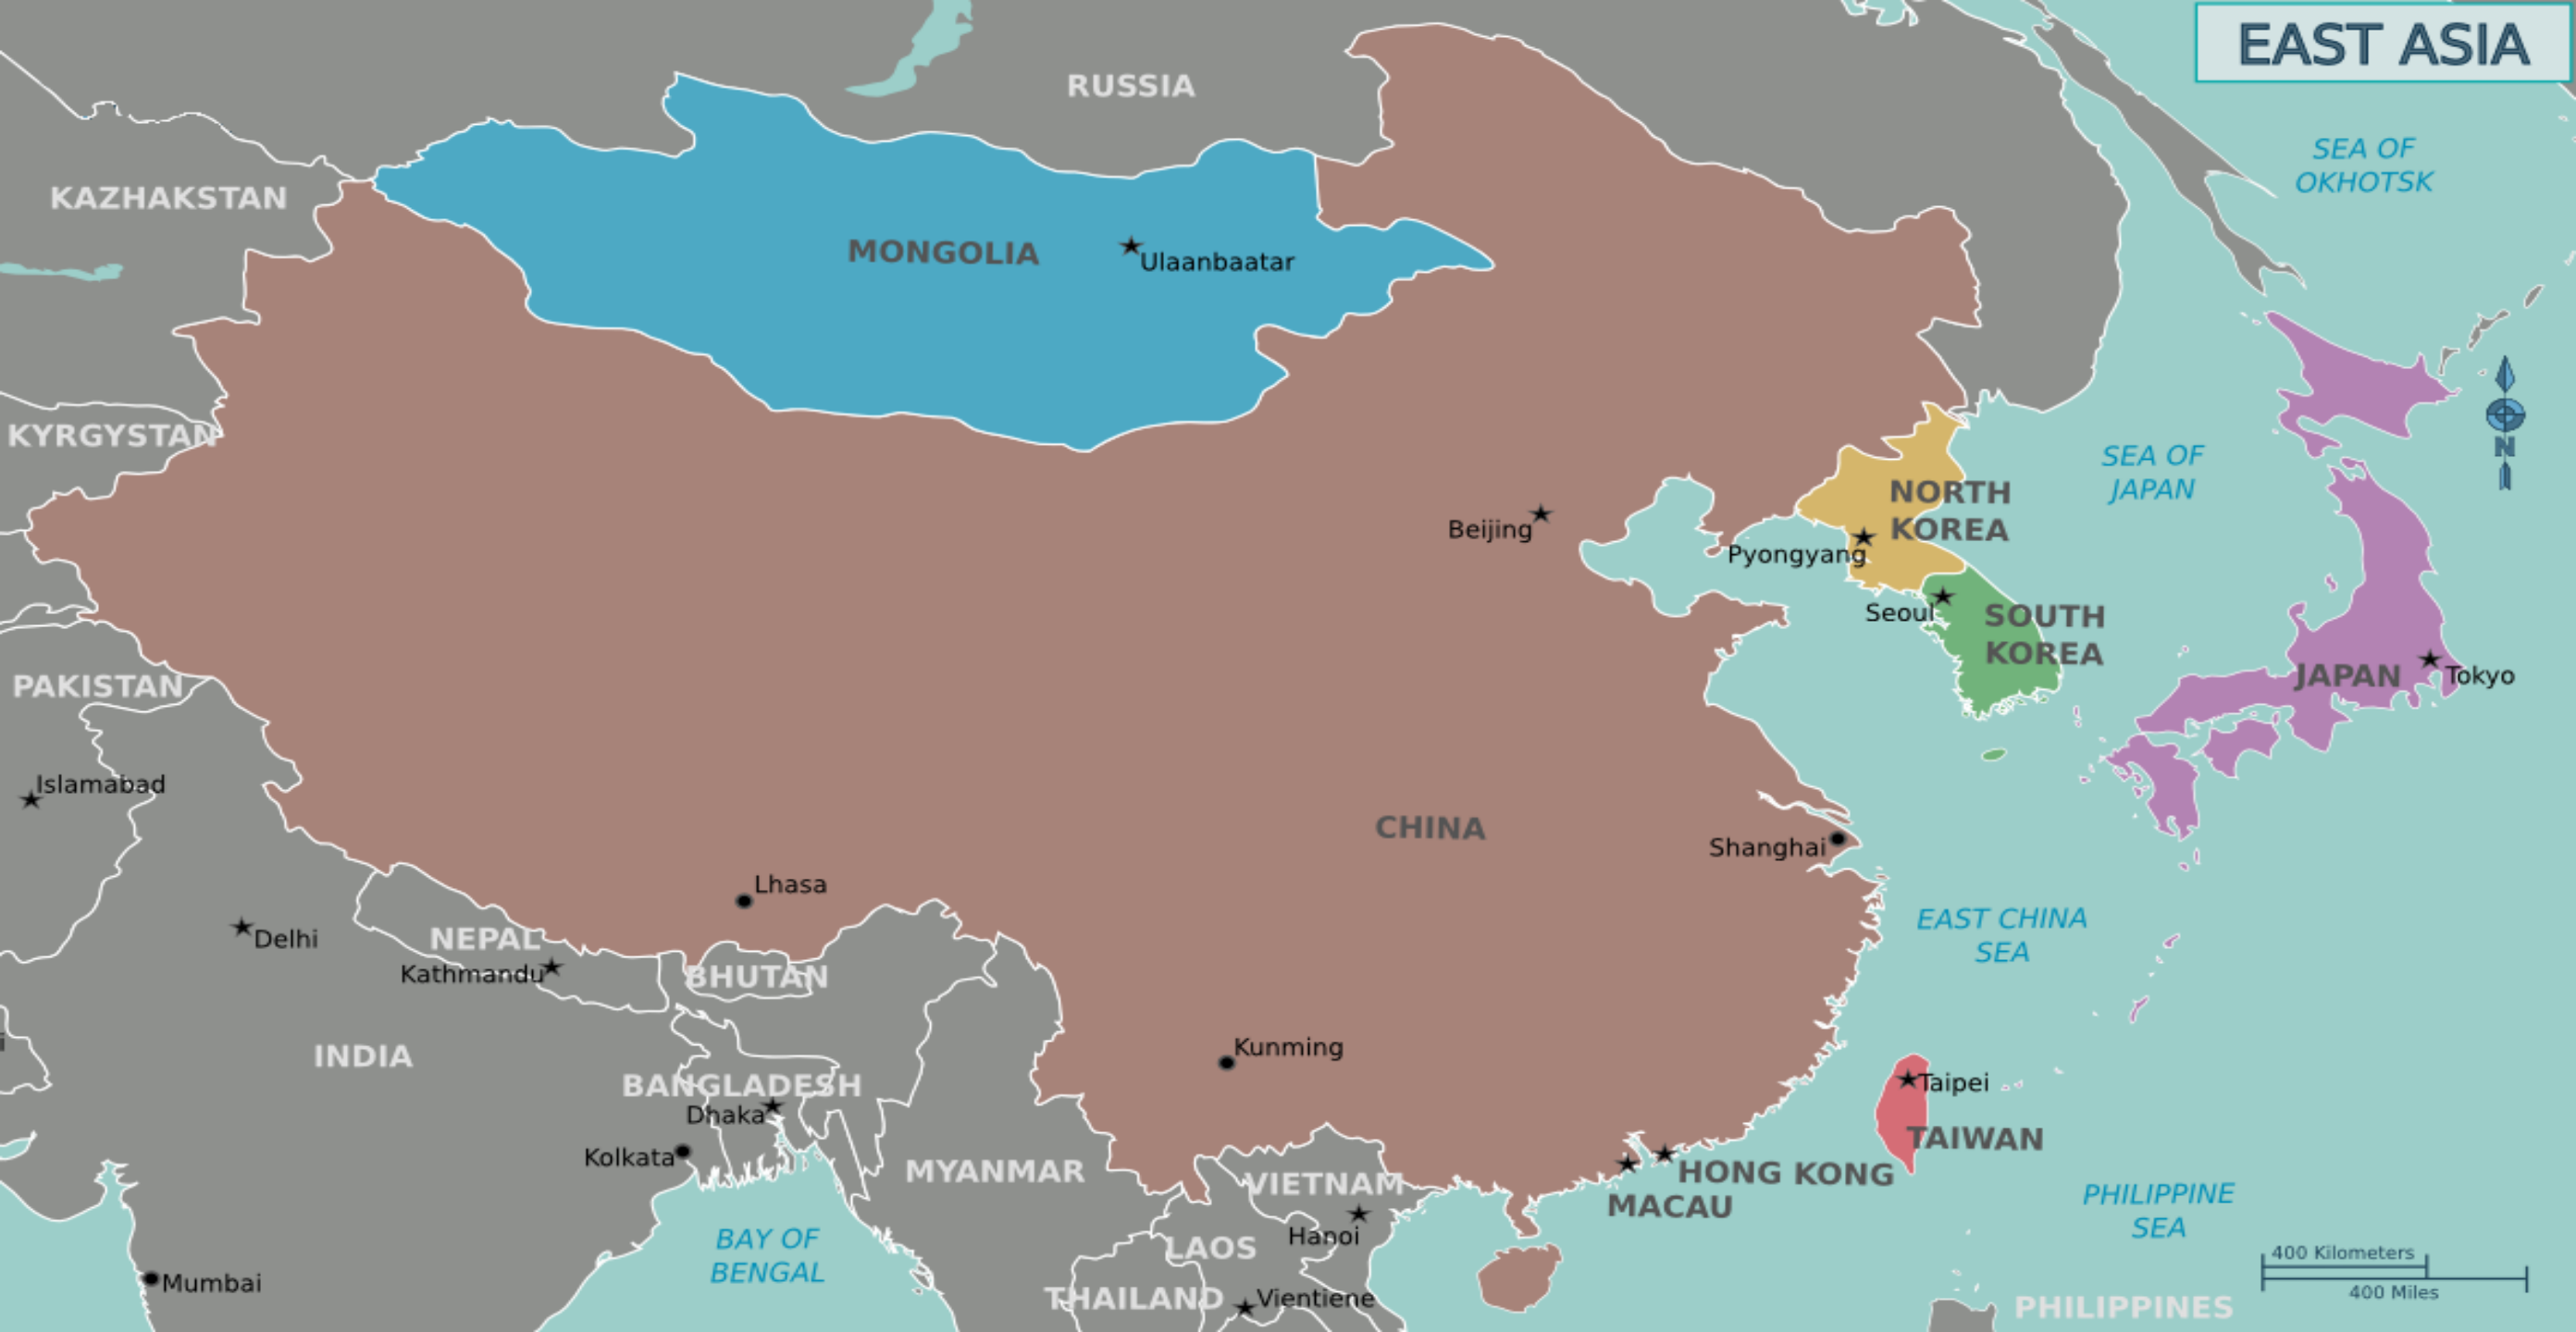 EAST ASIA
RUSSIA
SEA OF
OKHOTSK
KAZHAKSTAN
MONGOLIA
Ulaanbaatar
KYRGYSTAN
SEA OF
JAPAN
N
NORTH
KOREA
Beijing
Pyongyang
Seoul
SOUTH
KOREA
JAPAN
Tokyo
PAKISTAN
Islamabad
CHINA
Shanghai
Lhasa
EAST CHINA
SEA
Delhi
NEPAL
Kathmandu
BHUTAN
Kunming
INDIA
BANGLADESH
Dhaka
Taipei
TAIWAN
Kolkata
MYANMAR
VIETNAM
HONG KONG
MACAU
PHILIPPINE
SEA
Hanoi
LAOS
BAY OF
BENGAL
400 Kilometers
400 Miles
Mumbai
THAILAND
Vientiene
PHILIPPINES